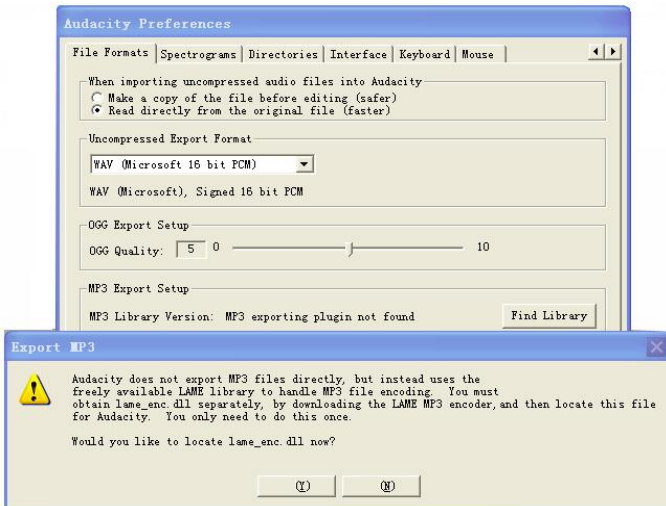 Audacity Preferences
File Formats Spectrograms Directories Interface Keyboard Mouse
When importing uncompressed audio files into Audacity
Make a copy of the file before editing (safer)
Read directly from the original file (faster)
Uncompressed Export Format
WAV (Microsoft 16 bit PCM)
WAV (Microsoft), Signed 16 bit PCM
OGG Export Setup
OGG Quality: 5 0 10
MP3 Export Setup
MP3 Library Version: MP3 exporting plugin not found Find Library
Export MP3
Audacity does not export MP3 files directly, but instead uses the
freely available LAME library to handle MP3 file encoding. You must
obtain lame_enc.dll separately, by downloading the LAME MP3 encoder, and then locate this file
for Audacity. You only need to do this once.
Would you like to locate lame_enc.dll now?
(Y) (N)